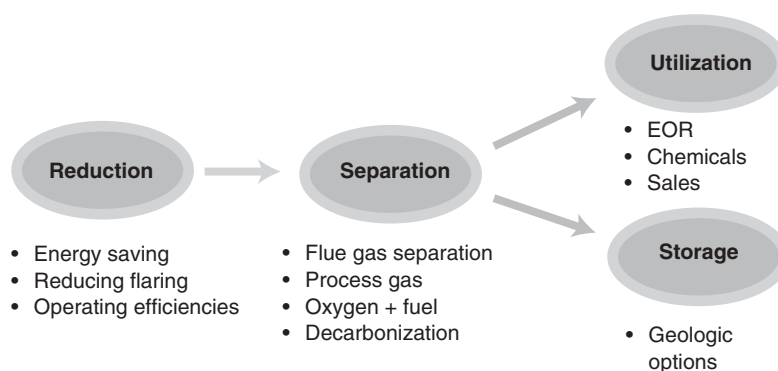 Reduction
• Energy saving
• Reducing flaring
• Operating efficiencies
Separation
• Flue gas separation
• Process gas
• Oxygen + fuel
• Decarbonization
Utilization
• EOR
• Chemicals
• Sales
Storage
• Geologic
options